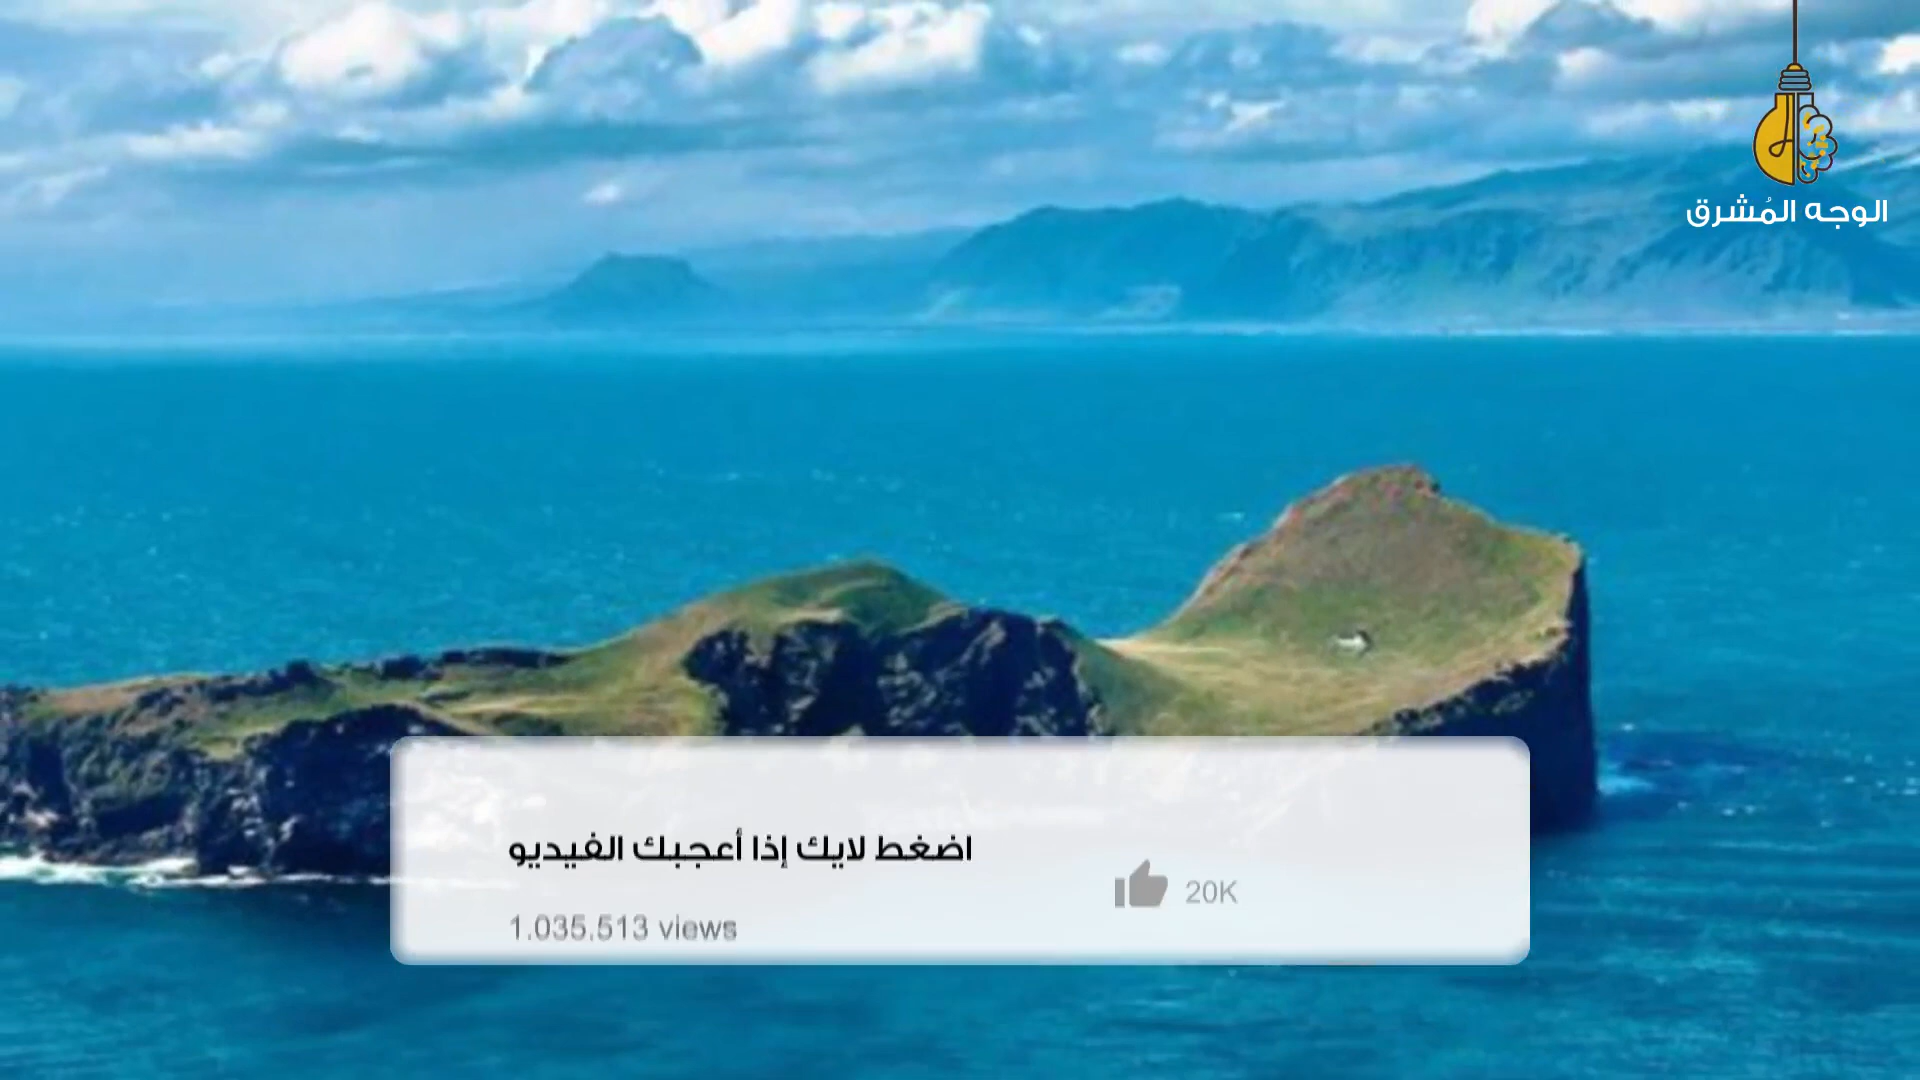 الوجه المُشرق
اضغط لايك إذا أعجبك الفيديو
20K
1.035.513 views